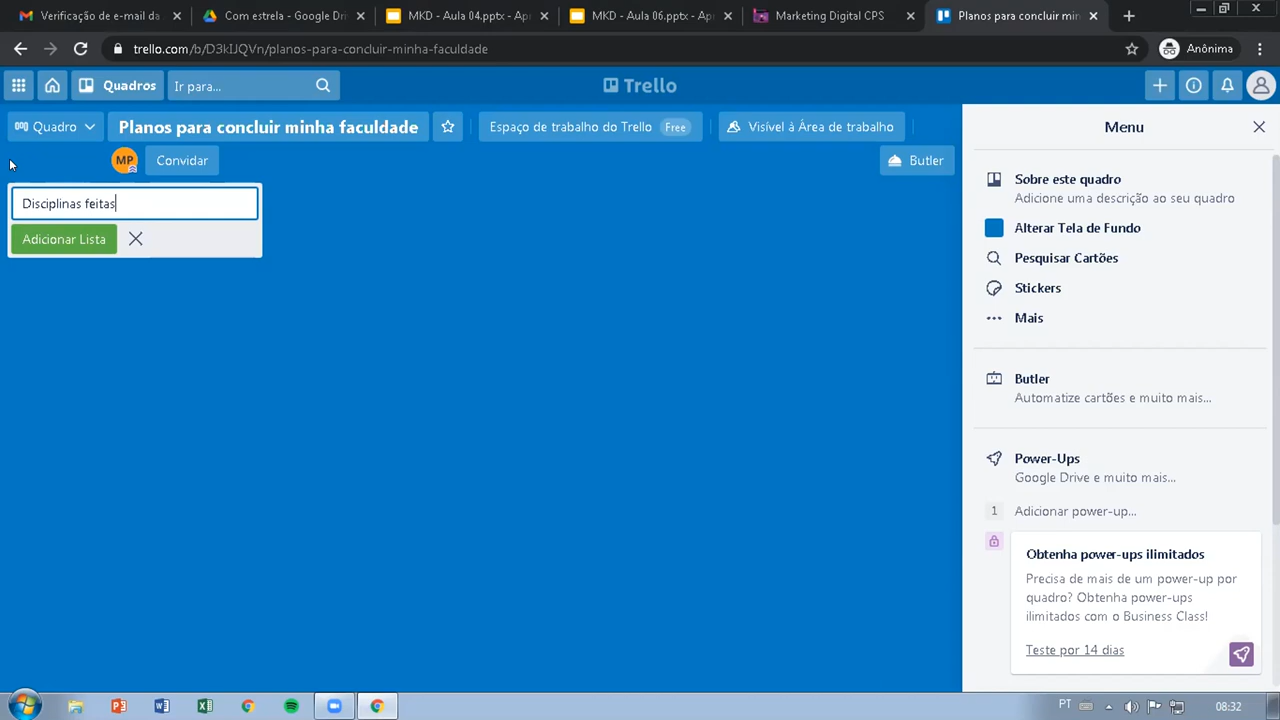 Verificação de e-mail da
Com estrela - Google Dri
MKD - Aula 04.pptx - Apr
MKD - Aula 06.pptx - Apr
Marketing Digital CPS
Planos para concluir minh
trello.com/b/D3kIJQVn/planos-para-concluir-minha-faculdade
Anônima
Quadros
Ir para...
Trello
Quadro
Planos para concluir minha faculdade
Espaço de trabalho do Trello
Free
Visível à Área de trabalho
MP
Convidar
Butler
Disciplinas feitas
Adicionar Lista
Menu
Sobre este quadro
Adicione uma descrição ao seu quadro
Alterar Tela de Fundo
Pesquisar Cartões
Stickers
Mais
Butler
Automatize cartões e muito mais...
Power-Ups
Google Drive e muito mais...
1
Adicionar power-up...
Obtenha power-ups ilimitados
Precisa de mais de um power-up por
quadro? Obtenha power-ups
ilimitados com o Business Class!
Teste por 14 dias
PT
08:32